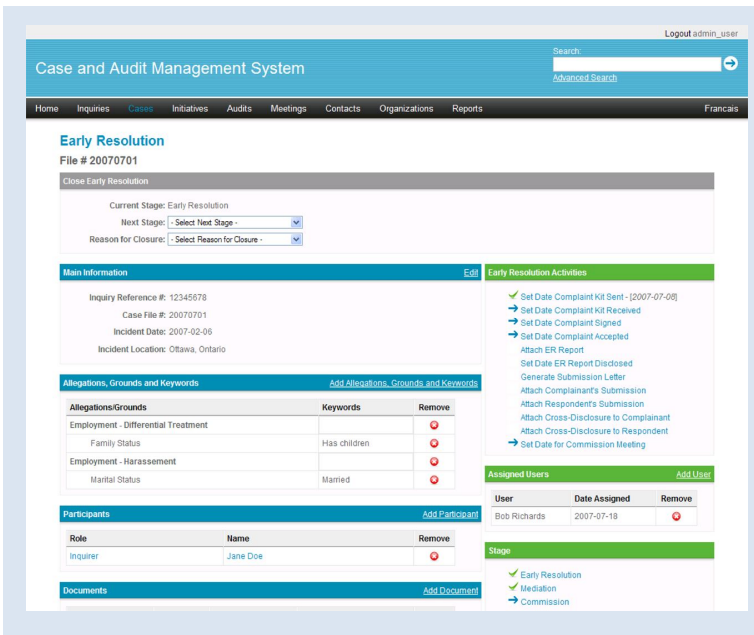 Logout admin_user
Case and Audit Management System
Search:
Advanced Search
Home Inquiries Cases Initiatives Audits Meetings Contacts Organizations Reports Francais
Early Resolution
File # 20070701
Close Early Resolution
Current Stage: Early Resolution
Next Stage: - Select Next Stage -
Reason for Closure: - Select Reason for Closure -
Main Information Edit
Inquiry Reference #: 12345678
Case File #: 20070701
Incident Date: 2007-02-06
Incident Location: Ottawa, Ontario
Allegations, Grounds and Keywords Add Allegations, Grounds and Keywords
Allegations/Grounds Keywords Remove
Employment - Differential Treatment
Family Status Has children
Employment - Harassement
Marital Status Married
Participants Add Participant
Role Name Remove
Inquirer Jane Doe
Documents Add Document
Early Resolution Activities
Set Date Complaint Kit Sent - [2007-07-08]
Set Date Complaint Kit Received
Set Date Complaint Signed
Set Date Complaint Accepted
Attach ER Report
Set Date ER Report Disclosed
Generate Submission Letter
Attach Complainant's Submission
Attach Respondent's Submission
Attach Cross-Disclosure to Complainant
Attach Cross-Disclosure to Respondent
Set Date for Commission Meeting
Assigned Users Add User
User Date Assigned Remove
Bob Richards 2007-07-18
Stage
Early Resolution
Mediation
Commission